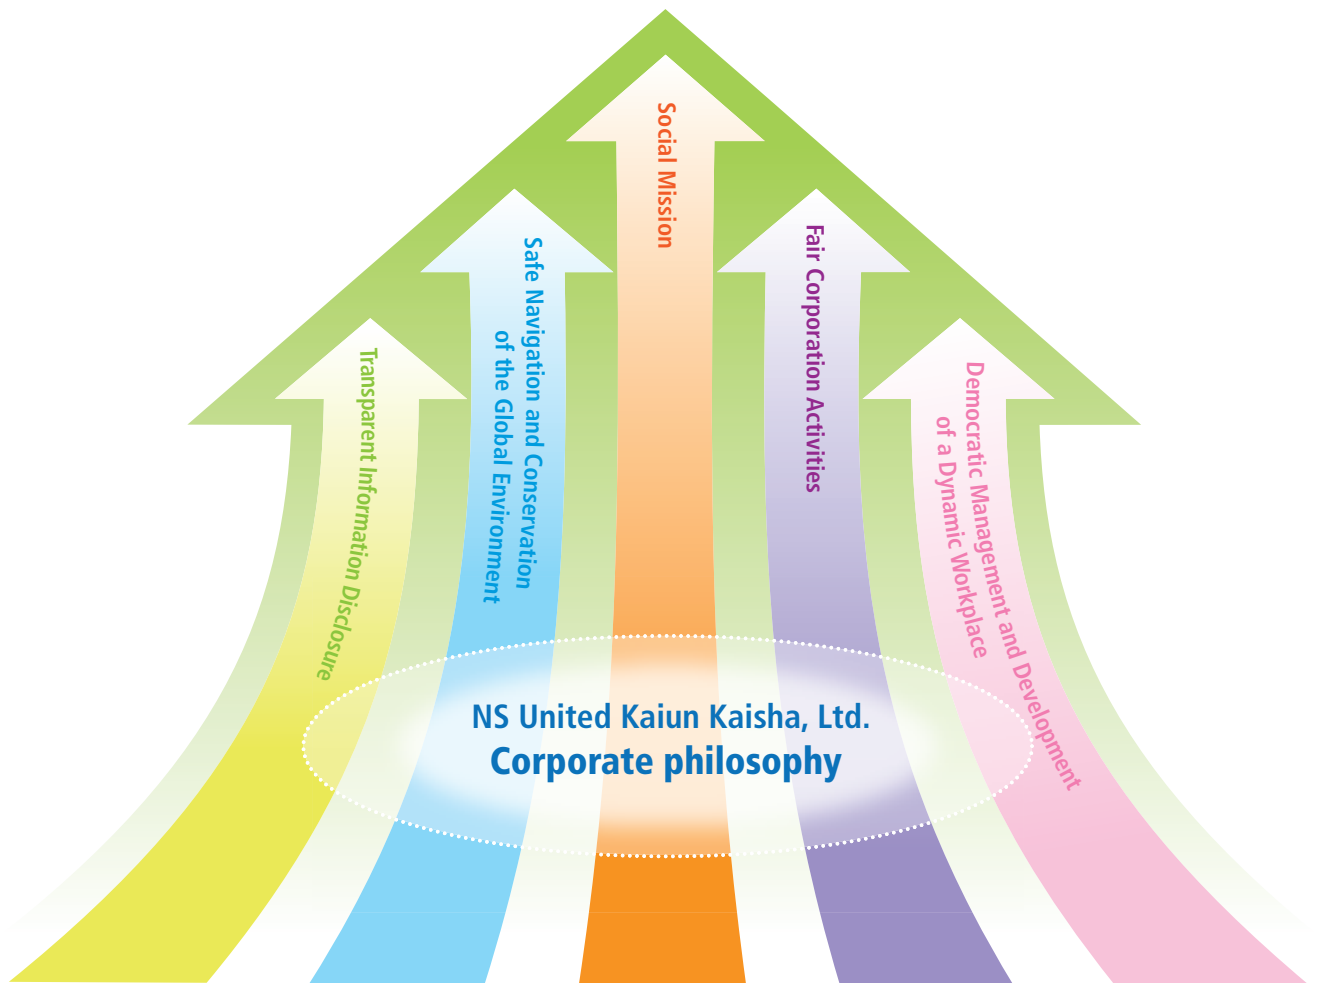 Social Mission
Safe Navigation and Conservation
of the Global Environment
Fair Corporation Activities
Transparent Information Disclosure
Democratic Management and Development
of a Dynamic Workplace
NS United Kaiun Kaisha, Ltd.
Corporate philosophy